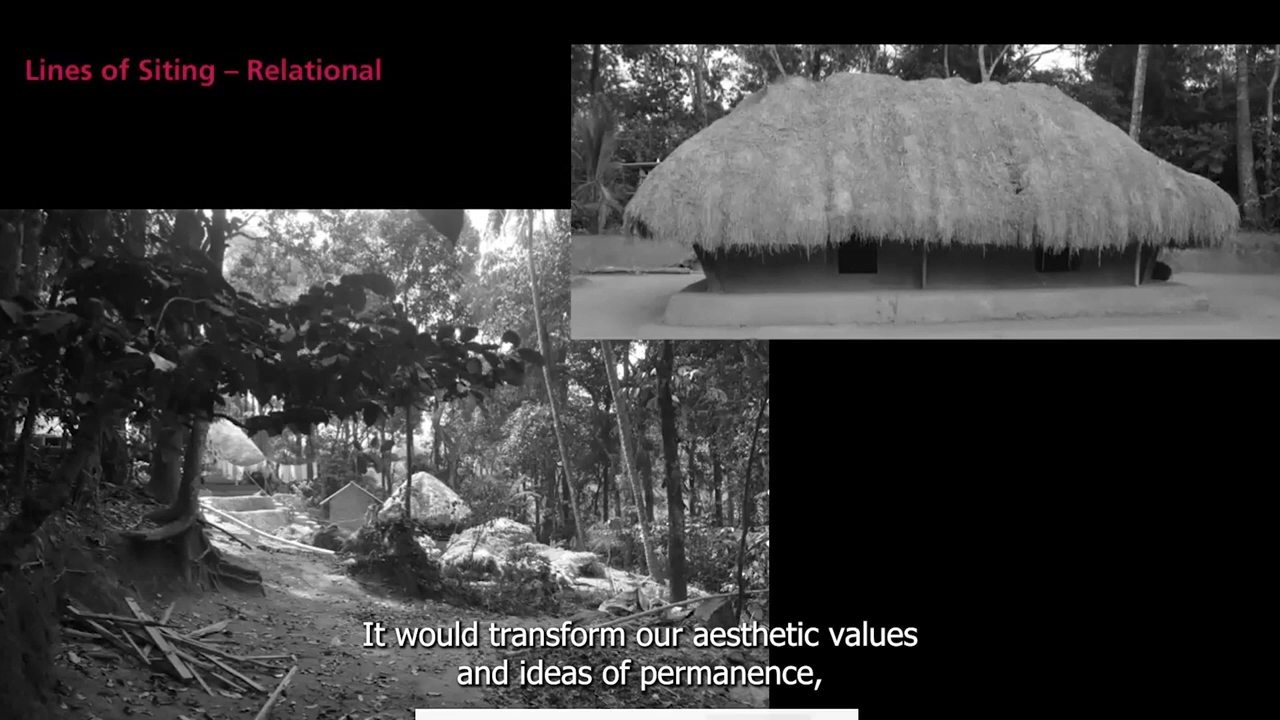 Lines of Siting – Relational
It would transform our aesthetic values
and ideas of permanence,